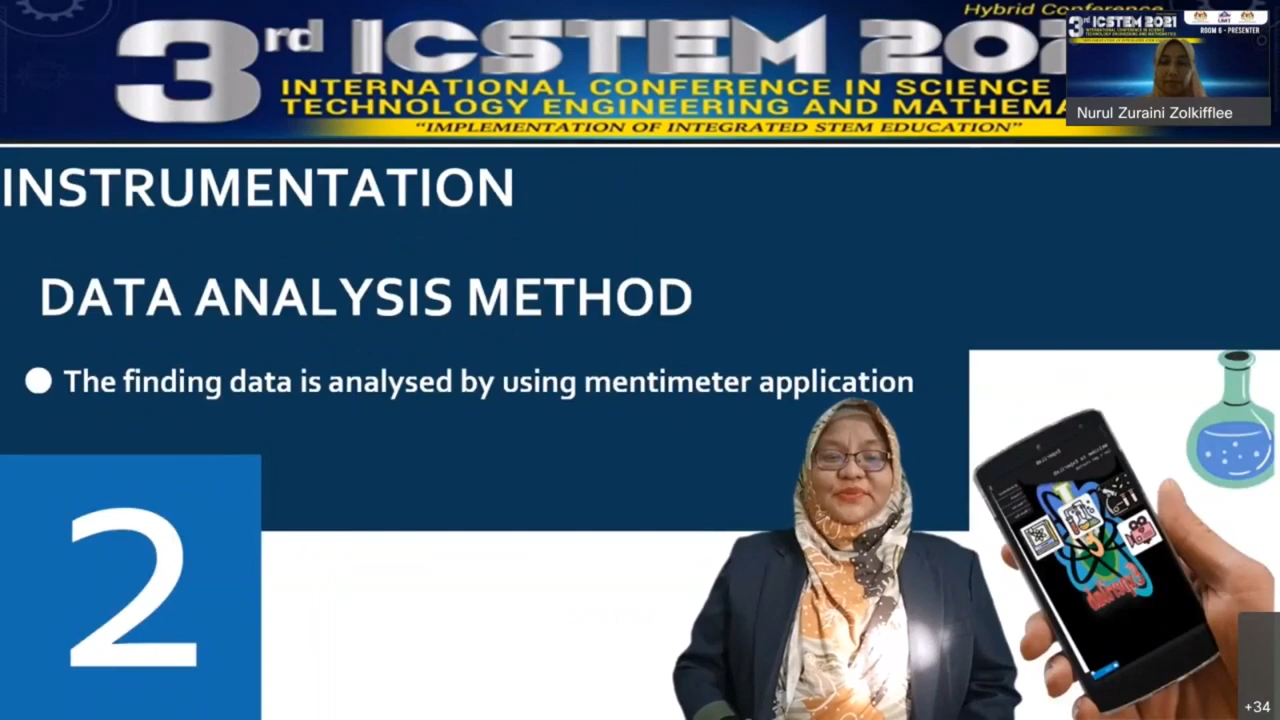 Hybrid Conference
3rd ICSTEM 202
INTERNATIONAL CONFERENCE IN SCIENCE
TECHNOLOGY ENGINEERING AND MATHEMA
"IMPLEMENTATION OF INTEGRATED STEM EDUCATION"
3rd ICSTEM 2021
ROOM 6 - PRESENTER
Nurul Zuraini Zolkifflee
INSTRUMENTATION
DATA ANALYSIS METHOD
The finding data is analysed by using mentimeter application
2
+34